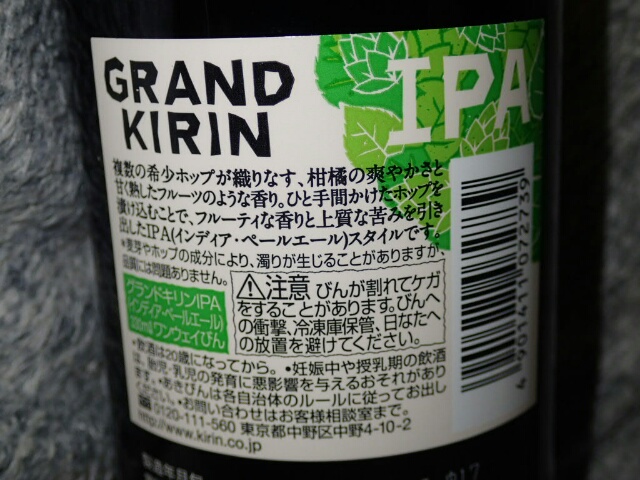 GRAND
KIRIN
IPA
複数の希少ホップが織りなす、柑橘の爽やかさと
甘く熟したフルーツのような香り。ひと手間かけたホップを
漬け込むことで、フルーティな香りと上質な苦みを引き
出したIPA(インディア・ペールエール)スタイルです。
•麦芽やホップの成分により、濁りが生じることがありますが、
品質には問題ありません。
グランドキリンIPA
(インディア・ペールエール)
330mlワンウェイびん
注意 びんが割れてケガ
をすることがあります。びんへ
の衝撃、冷凍庫保管、日なたへ
の放置を避けてください。
•飲酒は20歳になってから。•妊娠中や授乳期の飲酒
は、胎児・乳児の発育に悪影響を与えるおそれがあり
ます。•あきびんは各自治体のルールに従ってお出し
ください。•お問い合わせはお客様相談室まで。
0120-111-560 東京都中野区中野4-10-2
http://www.kirin.co.jp
4 901411 072739